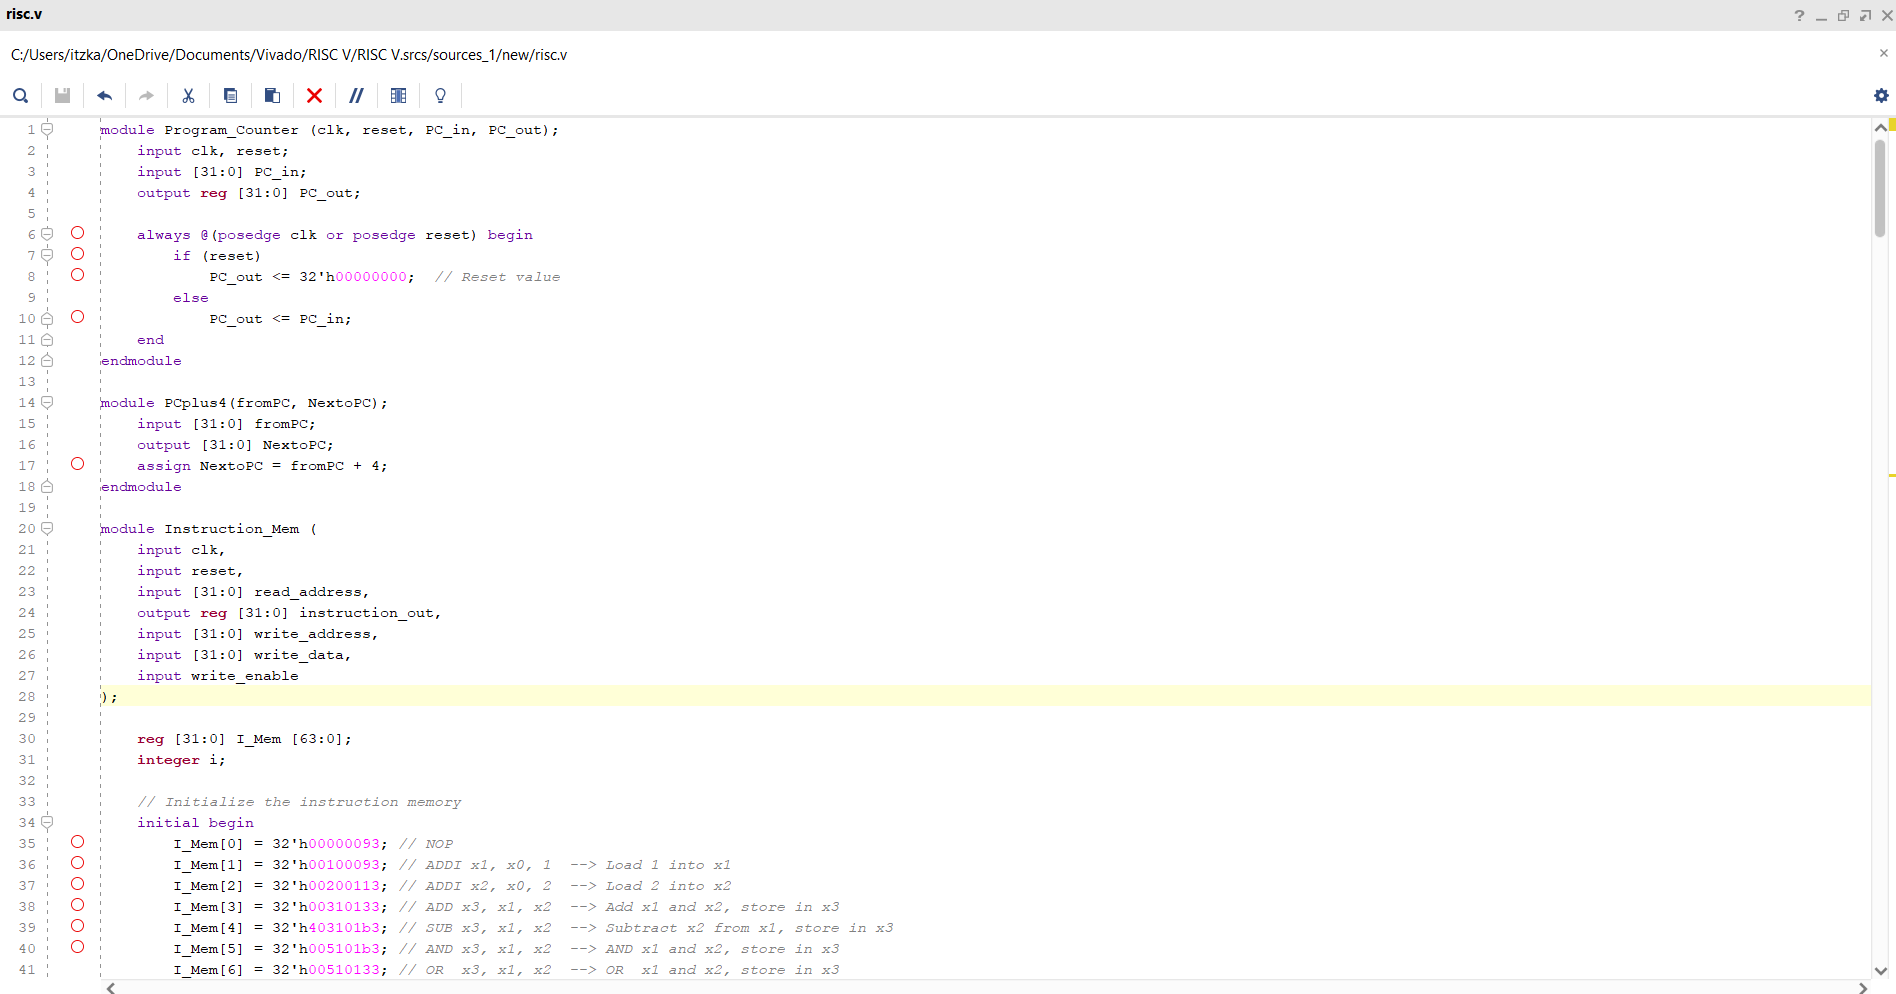 risc.v
C:/Users/itzka/OneDrive/Documents/Vivado/RISC V/RISC V.srcs/sources_1/new/risc.v
1 module Program_Counter (clk, reset, PC_in, PC_out);
2     input clk, reset;
3     input [31:0] PC_in;
4     output reg [31:0] PC_out;
5
6     always @(posedge clk or posedge reset) begin
7         if (reset)
8             PC_out <= 32'h00000000;  // Reset value
9         else
10             PC_out <= PC_in;
11     end
12 endmodule
13
14 module PCplus4(fromPC, NextoPC);
15     input [31:0] fromPC;
16     output [31:0] NextoPC;
17     assign NextoPC = fromPC + 4;
18 endmodule
19
20 module Instruction_Mem (
21     input clk,
22     input reset,
23     input [31:0] read_address,
24     output reg [31:0] instruction_out,
25     input [31:0] write_address,
26     input [31:0] write_data,
27     input write_enable
28 );
29
30     reg [31:0] I_Mem [63:0];
31     integer i;
32
33     // Initialize the instruction memory
34     initial begin
35         I_Mem[0] = 32'h00000093; // NOP
36         I_Mem[1] = 32'h00100093; // ADDI x1, x0, 1  --> Load 1 into x1
37         I_Mem[2] = 32'h00200113; // ADDI x2, x0, 2  --> Load 2 into x2
38         I_Mem[3] = 32'h00310133; // ADD x3, x1, x2  --> Add x1 and x2, store in x3
39         I_Mem[4] = 32'h403101b3; // SUB x3, x1, x2  --> Subtract x2 from x1, store in x3
40         I_Mem[5] = 32'h005101b3; // AND x3, x1, x2  --> AND x1 and x2, store in x3
41         I_Mem[6] = 32'h00510133; // OR  x3, x1, x2  --> OR  x1 and x2, store in x3